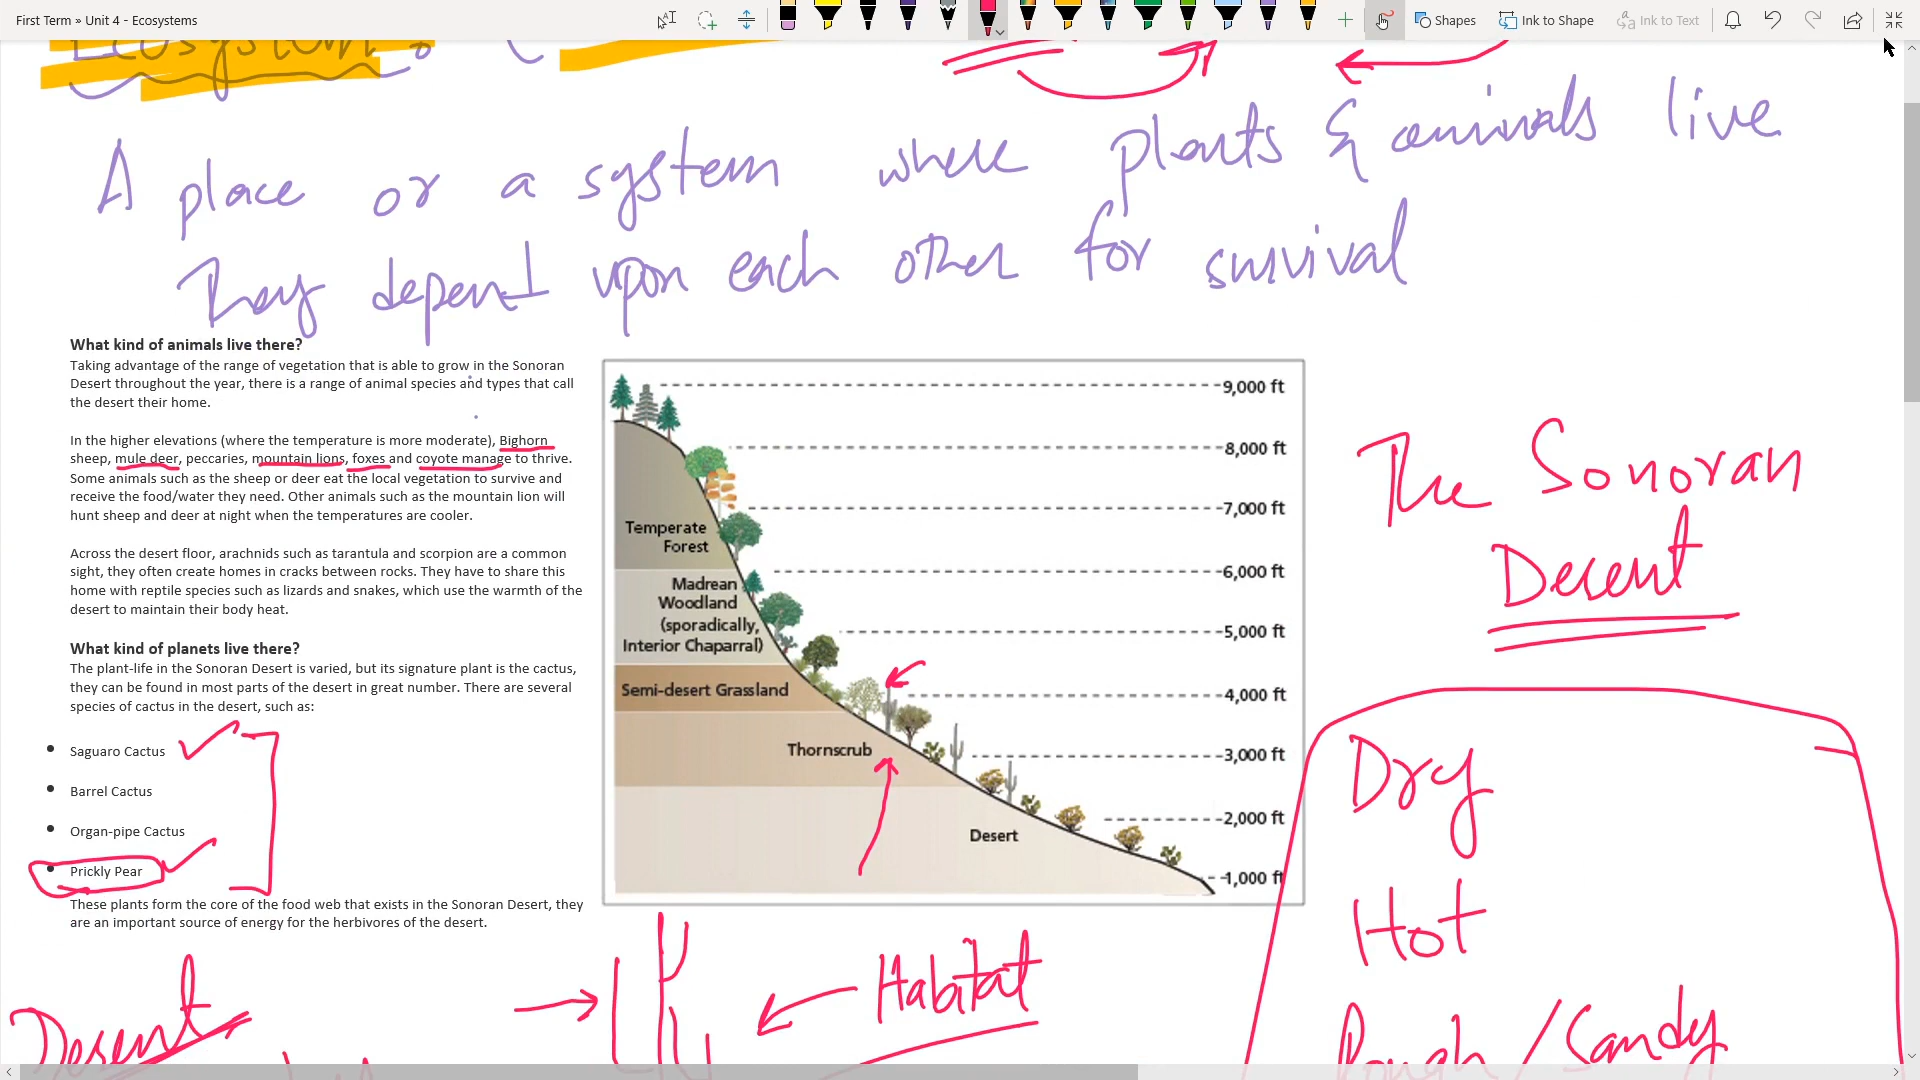 First Term » Unit 4 - Ecosystems
Shapes
Ink to Shape
Ink to Text
Ecosystem:
A place or a system where plants & animals live
They depend upon each other for survival
What kind of animals live there?
Taking advantage of the range of vegetation that is able to grow in the Sonoran
Desert throughout the year, there is a range of animal species and types that call
the desert their home.
In the higher elevations (where the temperature is more moderate), Bighorn
sheep, mule deer, peccaries, mountain lions, foxes and coyote manage to thrive.
Some animals such as the sheep or deer eat the local vegetation to survive and
receive the food/water they need. Other animals such as the mountain lion will
hunt sheep and deer at night when the temperatures are cooler.
Across the desert floor, arachnids such as tarantula and scorpion are a common
sight, they often create homes in cracks between rocks. They have to share this
home with reptile species such as lizards and snakes, which use the warmth of the
desert to maintain their body heat.
What kind of planets live there?
The plant-life in the Sonoran Desert is varied, but its signature plant is the cactus,
they can be found in most parts of the desert in great number. There are several
species of cactus in the desert, such as:
• Saguaro Cactus
• Barrel Cactus
• Organ-pipe Cactus
• Prickly Pear
These plants form the core of the food web that exists in the Sonoran Desert, they
are an important source of energy for the herbivores of the desert.
9,000 ft
8,000 ft
7,000 ft
6,000 ft
5,000 ft
4,000 ft
3,000 ft
2,000 ft
1,000 ft
Temperate
Forest
Madrean
Woodland
(sporadically,
Interior Chaparral)
Semi-desert Grassland
Thornscrub
Desert
The Sonoran
Desert
Dry
Hot
Rough / Sandy
Habitat
Desert